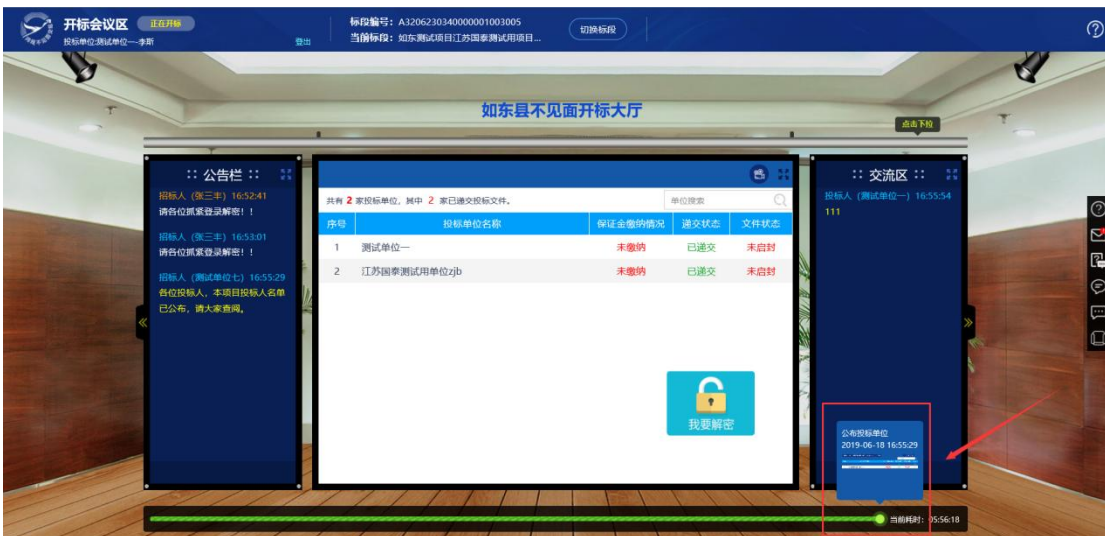 开标会议区 正在开标
投标单位:测试单位一-李斯
登出
标段编号: A3206230340000001003005
当前标段: 如东测试项目江苏国泰测试用项目...
切换标段
如东县不见面开标大厅
点击下拉
:: 公告栏 ::
招标人 (张三丰) 16:52:41
请各位抓紧登录解密! !
招标人 (张三丰) 16:53:01
请各位抓紧登录解密! !
招标人 (测试单位七) 16:55:29
各位投标人, 本项目投标人名单
已公布, 请大家查阅。
共有 2 家投标单位, 其中 2 家已递交投标文件。
单位搜索
序号 投标单位名称 保证金缴纳情况 递交状态 文件状态
1 测试单位一 未缴纳 已递交 未启封
2 江苏国泰测试用单位zjb 未缴纳 已递交 未启封
我要解密
:: 交流区 ::
投标人 (测试单位一) 16:55:54
111
公布投标单位
2019-06-18 16:55:29
当前耗时: 05:56:18